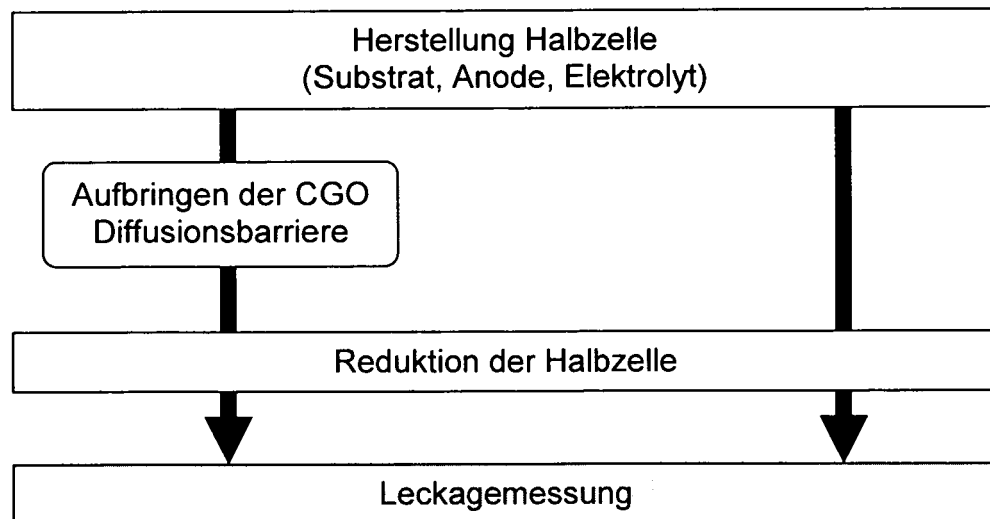 Herstellung Halbzelle
(Substrat, Anode, Elektrolyt)
Aufbringen der CGO
Diffusionsbarriere
Reduktion der Halbzelle
Leckagemessung